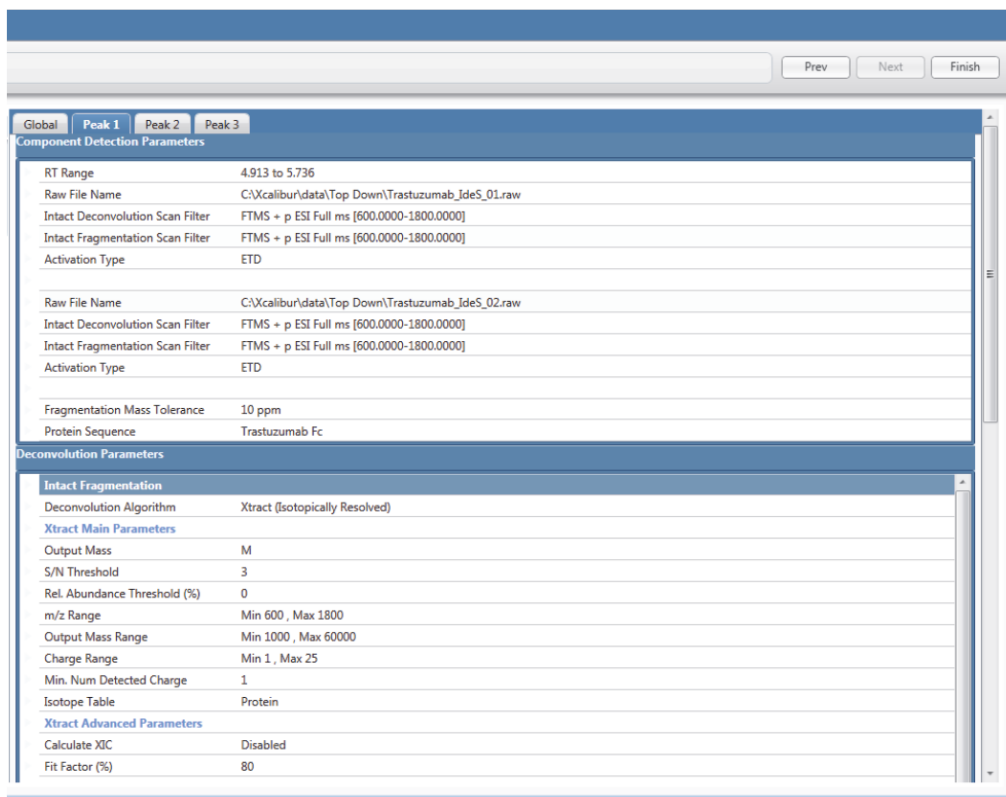 Prev Next Finish
Global Peak 1 Peak 2 Peak 3
Component Detection Parameters
RT Range 4.913 to 5.736
Raw File Name C:\Xcalibur\data\Top Down\Trastuzumab_IdeS_01.raw
Intact Deconvolution Scan Filter FTMS + p ESI Full ms [600.0000-1800.0000]
Intact Fragmentation Scan Filter FTMS + p ESI Full ms [600.0000-1800.0000]
Activation Type ETD
Raw File Name C:\Xcalibur\data\Top Down\Trastuzumab_IdeS_02.raw
Intact Deconvolution Scan Filter FTMS + p ESI Full ms [600.0000-1800.0000]
Intact Fragmentation Scan Filter FTMS + p ESI Full ms [600.0000-1800.0000]
Activation Type ETD
Fragmentation Mass Tolerance 10 ppm
Protein Sequence Trastuzumab Fc
Deconvolution Parameters
Intact Fragmentation
Deconvolution Algorithm Xtract (Isotopically Resolved)
Xtract Main Parameters
Output Mass M
S/N Threshold 3
Rel. Abundance Threshold (%) 0
m/z Range Min 600 , Max 1800
Output Mass Range Min 1000 , Max 60000
Charge Range Min 1 , Max 25
Min. Num Detected Charge 1
Isotope Table Protein
Xtract Advanced Parameters
Calculate XIC Disabled
Fit Factor (%) 80